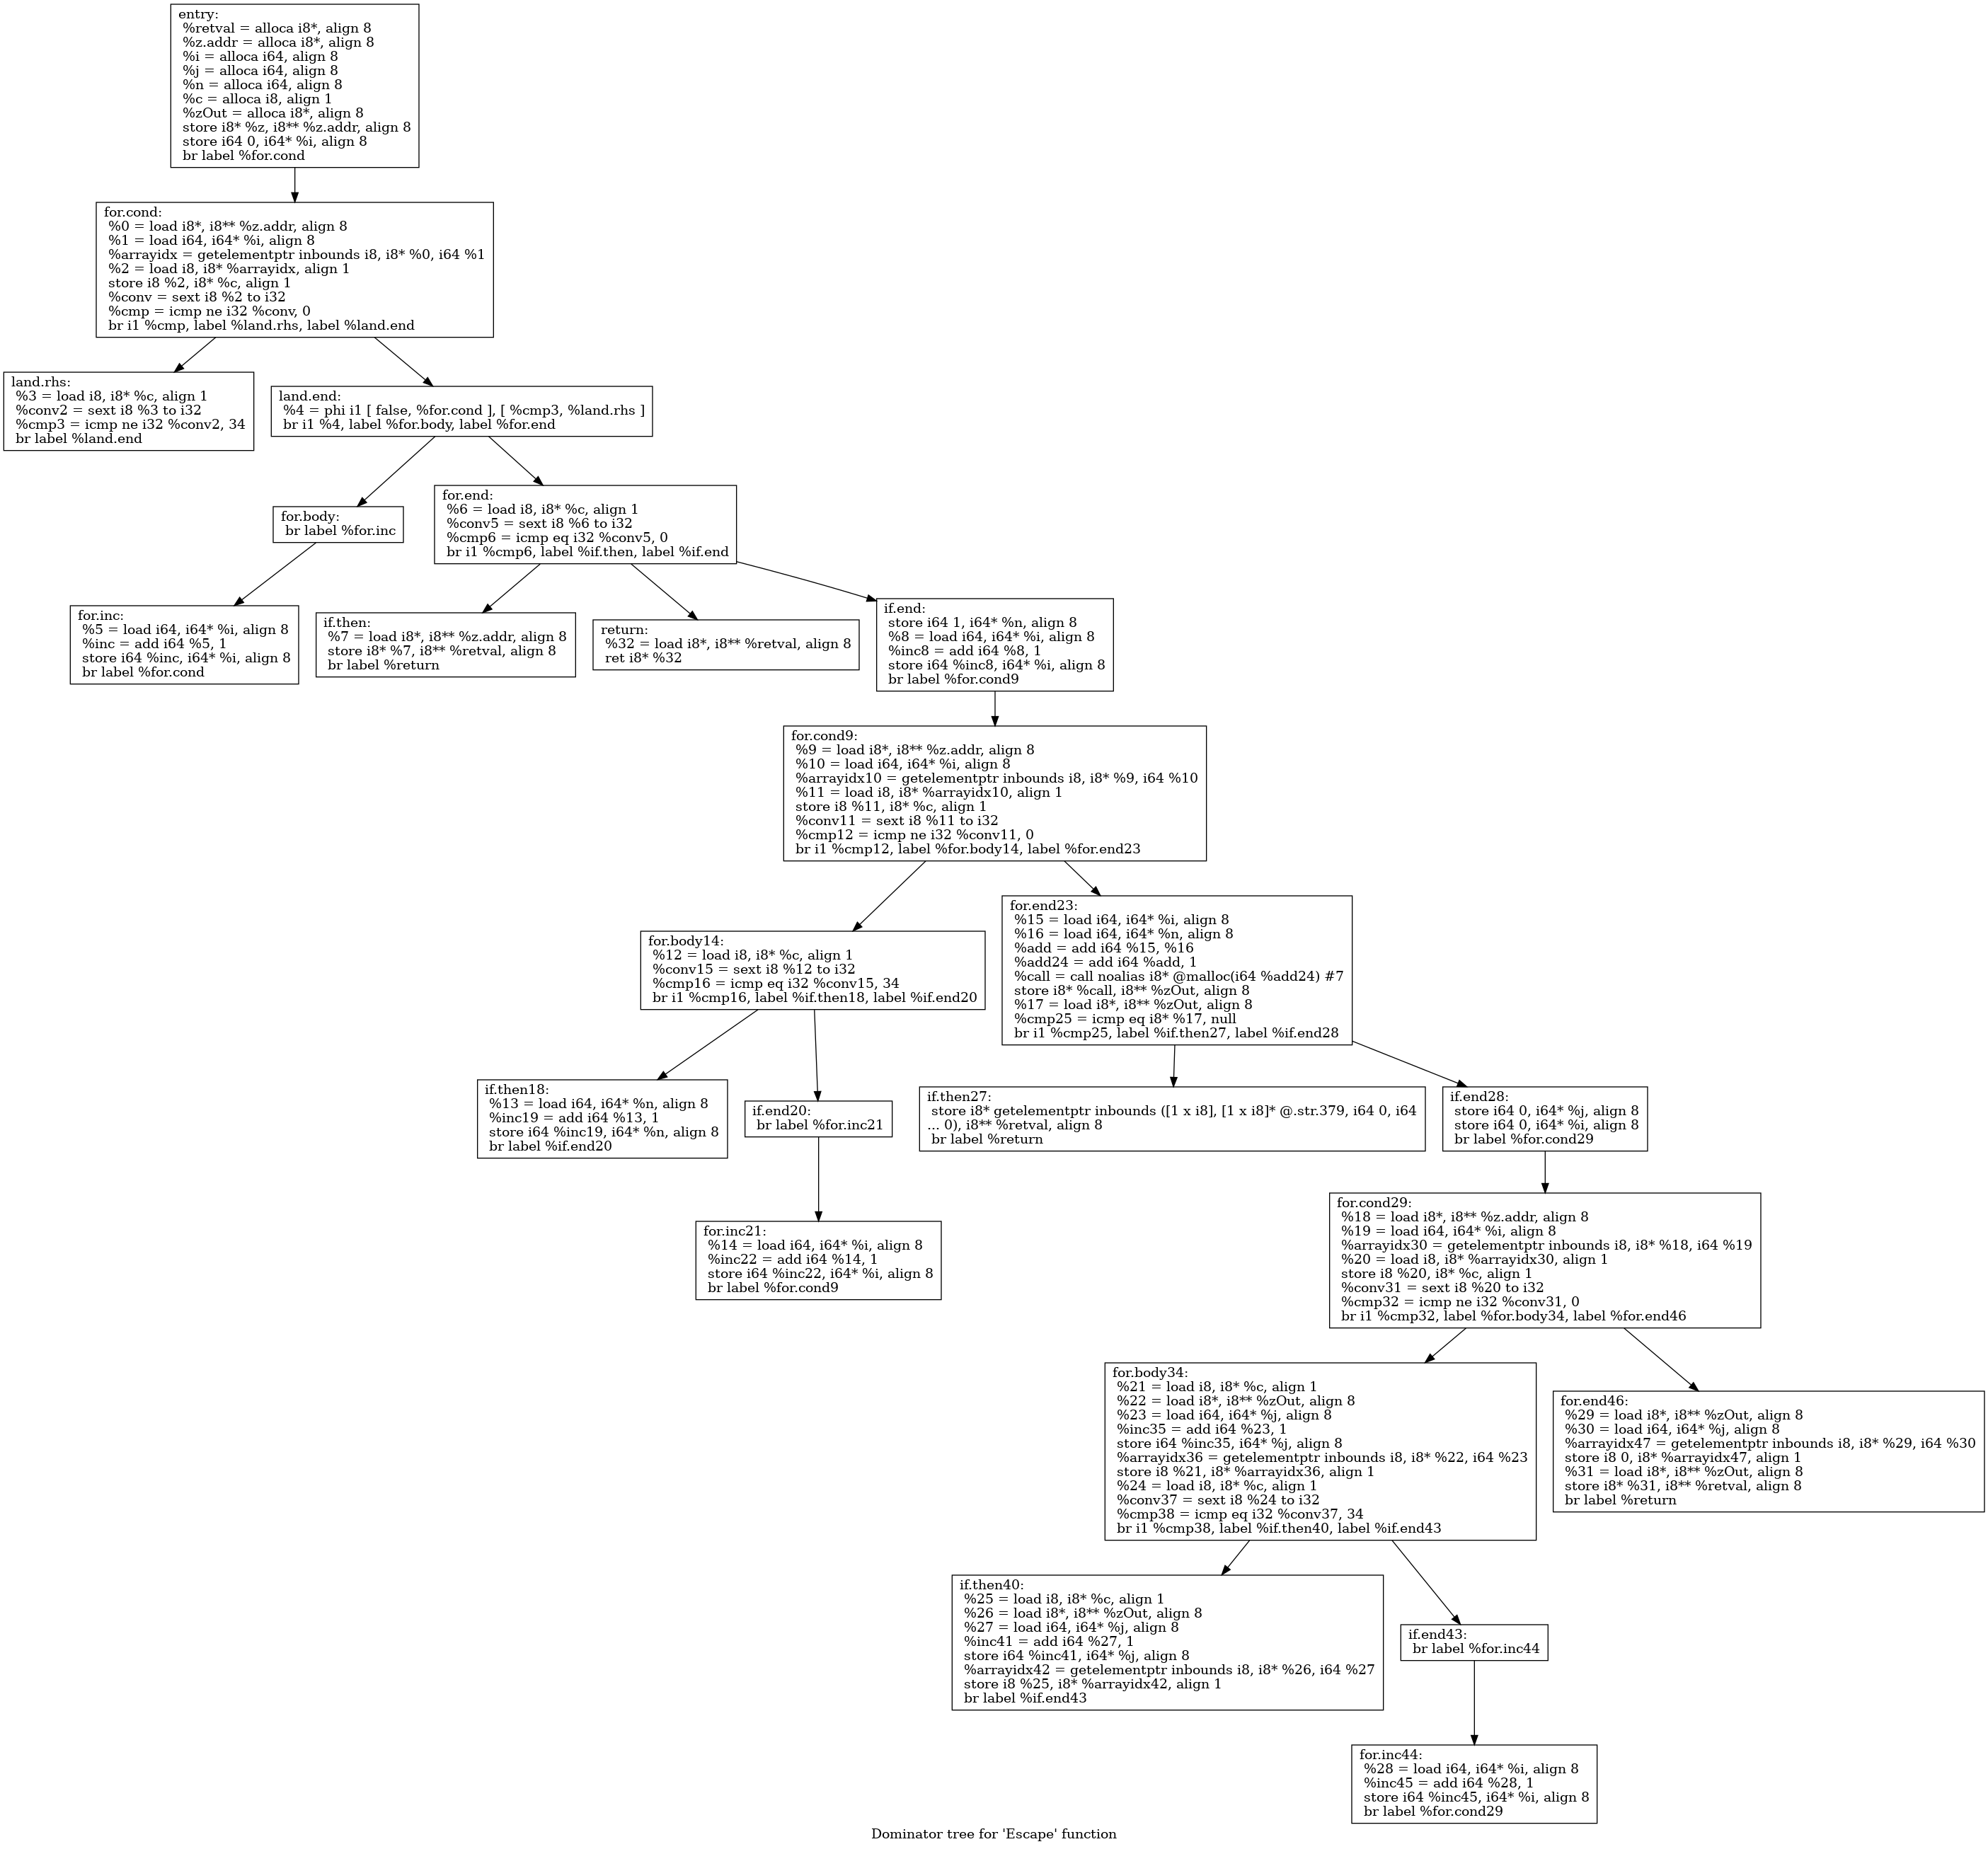 entry:
%retval = alloca i8*, align 8
%z.addr = alloca i8*, align 8
%i = alloca i64, align 8
%j = alloca i64, align 8
%n = alloca i64, align 8
%c = alloca i8, align 1
%zOut = alloca i8*, align 8
store i8* %z, i8** %z.addr, align 8
store i64 0, i64* %i, align 8
br label %for.cond
for.cond:
%0 = load i8*, i8** %z.addr, align 8
%1 = load i64, i64* %i, align 8
%arrayidx = getelementptr inbounds i8, i8* %0, i64 %1
%2 = load i8, i8* %arrayidx, align 1
store i8 %2, i8* %c, align 1
%conv = sext i8 %2 to i32
%cmp = icmp ne i32 %conv, 0
br i1 %cmp, label %land.rhs, label %land.end
land.rhs:
%3 = load i8, i8* %c, align 1
%conv2 = sext i8 %3 to i32
%cmp3 = icmp ne i32 %conv2, 34
br label %land.end
land.end:
%4 = phi i1 [ false, %for.cond ], [ %cmp3, %land.rhs ]
br i1 %4, label %for.body, label %for.end
for.body:
br label %for.inc
for.end:
%6 = load i8, i8* %c, align 1
%conv5 = sext i8 %6 to i32
%cmp6 = icmp eq i32 %conv5, 0
br i1 %cmp6, label %if.then, label %if.end
for.inc:
%5 = load i64, i64* %i, align 8
%inc = add i64 %5, 1
store i64 %inc, i64* %i, align 8
br label %for.cond
if.then:
%7 = load i8*, i8** %z.addr, align 8
store i8* %7, i8** %retval, align 8
br label %return
return:
%32 = load i8*, i8** %retval, align 8
ret i8* %32
if.end:
store i64 1, i64* %n, align 8
%8 = load i64, i64* %i, align 8
%inc8 = add i64 %8, 1
store i64 %inc8, i64* %i, align 8
br label %for.cond9
for.cond9:
%9 = load i8*, i8** %z.addr, align 8
%10 = load i64, i64* %i, align 8
%arrayidx10 = getelementptr inbounds i8, i8* %9, i64 %10
%11 = load i8, i8* %arrayidx10, align 1
store i8 %11, i8* %c, align 1
%conv11 = sext i8 %11 to i32
%cmp12 = icmp ne i32 %conv11, 0
br i1 %cmp12, label %for.body14, label %for.end23
for.body14:
%12 = load i8, i8* %c, align 1
%conv15 = sext i8 %12 to i32
%cmp16 = icmp eq i32 %conv15, 34
br i1 %cmp16, label %if.then18, label %if.end20
for.end23:
%15 = load i64, i64* %i, align 8
%16 = load i64, i64* %n, align 8
%add = add i64 %15, %16
%add24 = add i64 %add, 1
%call = call noalias i8* @malloc(i64 %add24) #7
store i8* %call, i8** %zOut, align 8
%17 = load i8*, i8** %zOut, align 8
%cmp25 = icmp eq i8* %17, null
br i1 %cmp25, label %if.then27, label %if.end28
if.then18:
%13 = load i64, i64* %n, align 8
%inc19 = add i64 %13, 1
store i64 %inc19, i64* %n, align 8
br label %if.end20
if.end20:
br label %for.inc21
if.then27:
store i8* getelementptr inbounds ([1 x i8], [1 x i8]* @.str.379, i64 0, i64
... 0), i8** %retval, align 8
br label %return
if.end28:
store i64 0, i64* %j, align 8
store i64 0, i64* %i, align 8
br label %for.cond29
for.inc21:
%14 = load i64, i64* %i, align 8
%inc22 = add i64 %14, 1
store i64 %inc22, i64* %i, align 8
br label %for.cond9
for.cond29:
%18 = load i8*, i8** %z.addr, align 8
%19 = load i64, i64* %i, align 8
%arrayidx30 = getelementptr inbounds i8, i8* %18, i64 %19
%20 = load i8, i8* %arrayidx30, align 1
store i8 %20, i8* %c, align 1
%conv31 = sext i8 %20 to i32
%cmp32 = icmp ne i32 %conv31, 0
br i1 %cmp32, label %for.body34, label %for.end46
for.body34:
%21 = load i8, i8* %c, align 1
%22 = load i8*, i8** %zOut, align 8
%23 = load i64, i64* %j, align 8
%inc35 = add i64 %23, 1
store i64 %inc35, i64* %j, align 8
%arrayidx36 = getelementptr inbounds i8, i8* %22, i64 %23
store i8 %21, i8* %arrayidx36, align 1
%24 = load i8, i8* %c, align 1
%conv37 = sext i8 %24 to i32
%cmp38 = icmp eq i32 %conv37, 34
br i1 %cmp38, label %if.then40, label %if.end43
for.end46:
%29 = load i8*, i8** %zOut, align 8
%30 = load i64, i64* %j, align 8
%arrayidx47 = getelementptr inbounds i8, i8* %29, i64 %30
store i8 0, i8* %arrayidx47, align 1
%31 = load i8*, i8** %zOut, align 8
store i8* %31, i8** %retval, align 8
br label %return
if.then40:
%25 = load i8, i8* %c, align 1
%26 = load i8*, i8** %zOut, align 8
%27 = load i64, i64* %j, align 8
%inc41 = add i64 %27, 1
store i64 %inc41, i64* %j, align 8
%arrayidx42 = getelementptr inbounds i8, i8* %26, i64 %27
store i8 %25, i8* %arrayidx42, align 1
br label %if.end43
if.end43:
br label %for.inc44
for.inc44:
%28 = load i64, i64* %i, align 8
%inc45 = add i64 %28, 1
store i64 %inc45, i64* %i, align 8
br label %for.cond29
Dominator tree for 'Escape' function